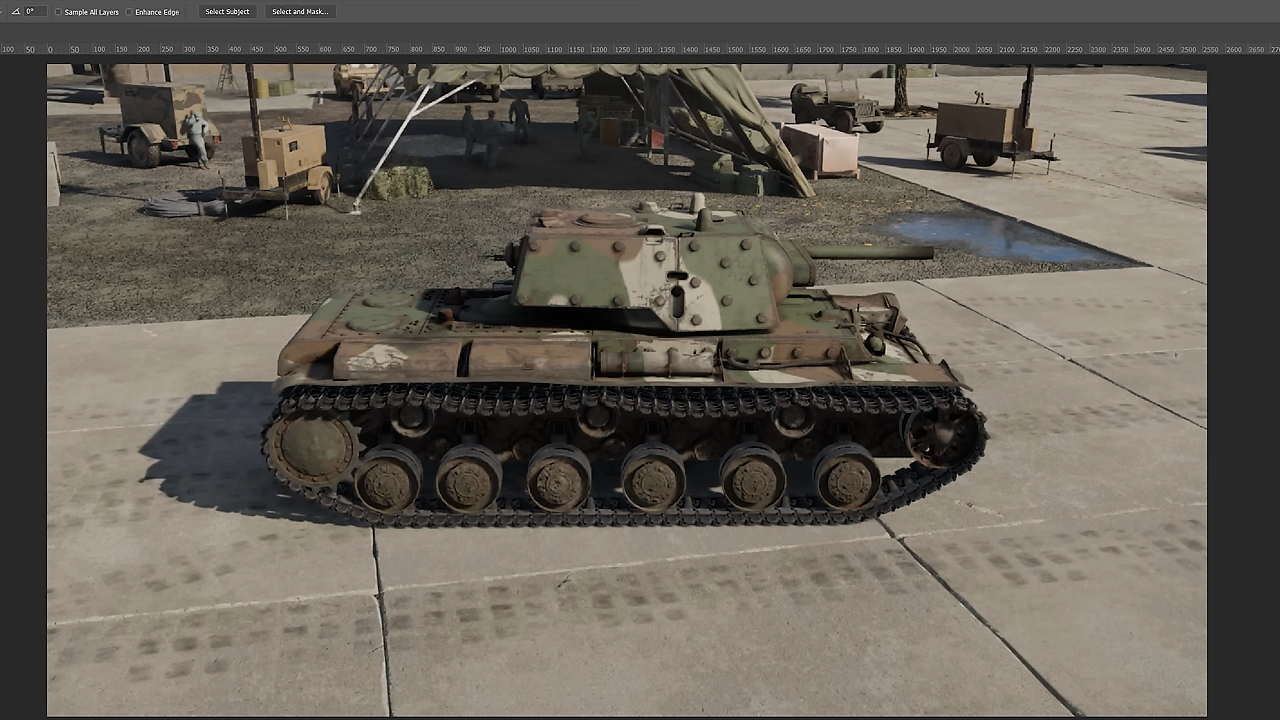 0° Sample All Layers Enhance Edge Select Subject Select and Mask...
100 50 0 50 100 150 200 250 300 350 400 450 500 550 600 650 700 750 800 850 900 950 1000 1050 1100 1150 1200 1250 1300 1350 1400 1450 1500 1550 1600 1650 1700 1750 1800 1850 1900 1950 2000 2050 2100 2150 2200 2250 2300 2350 2400 2450 2500 2550 2600 2650